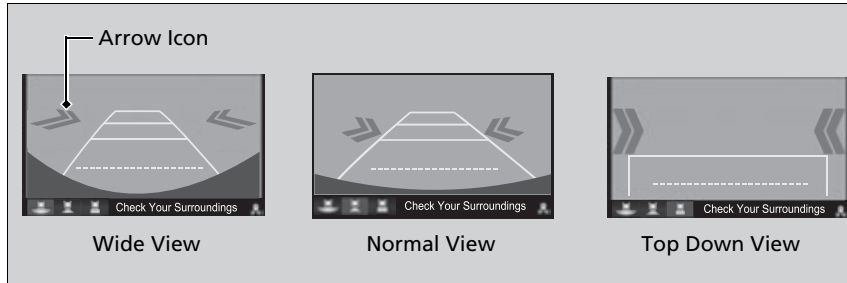 Arrow Icon
Check Your Surroundings
Check Your Surroundings
Check Your Surroundings
Wide View
Normal View
Top Down View